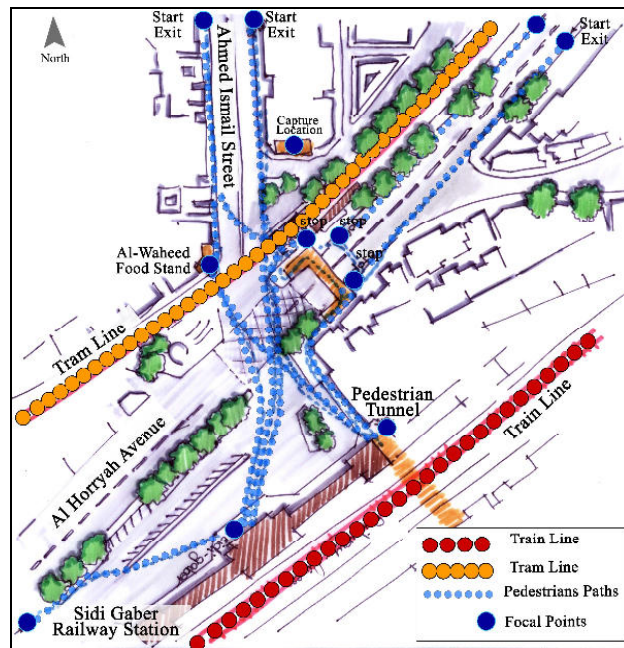 North
Start
Exit
Start
Exit
Start
Exit
Ahmed Ismail Street
Capture
Location
stop
stop
stop
Al-Waheed
Food Stand
Tram Line
Pedestrian
Tunnel
Train Line
Al Horryah Avenue
Sidi Gaber
Railway Station
Train Line
Tram Line
Pedestrians Paths
Focal Points